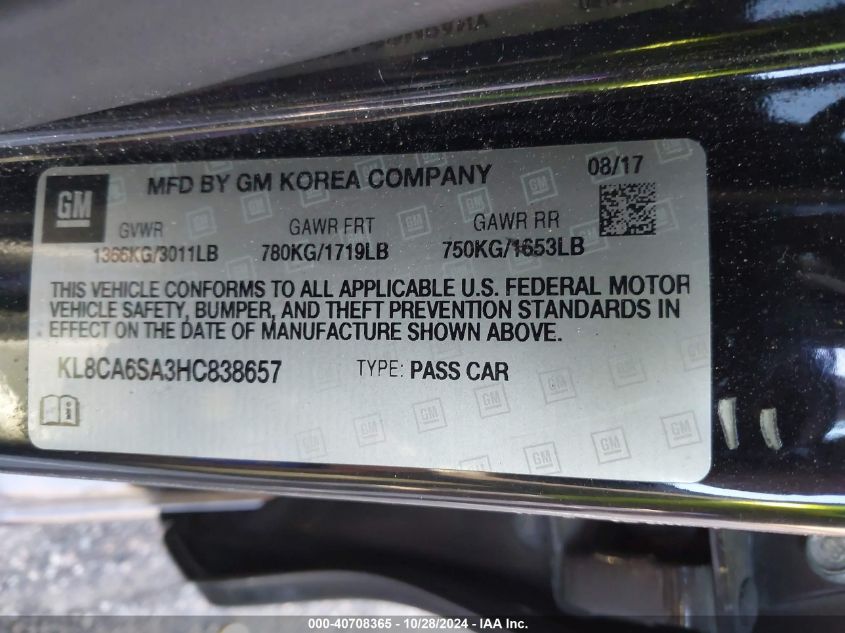 GM
MFD BY GM KOREA COMPANY
08/17
GVWR
GAWR FRT
GAWR RR
1366KG/3011LB
780KG/1719LB
750KG/1653LB
THIS VEHICLE CONFORMS TO ALL APPLICABLE U.S. FEDERAL MOTOR
VEHICLE SAFETY, BUMPER, AND THEFT PREVENTION STANDARDS IN
EFFECT ON THE DATE OF MANUFACTURE SHOWN ABOVE.
KL8CA6SA3HC838657
TYPE: PASS CAR
000-40708365 - 10/28/2024 - IAA Inc.